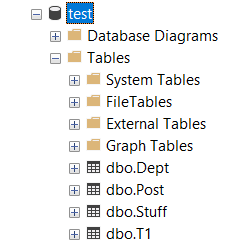 test
Database Diagrams
Tables
System Tables
FileTables
External Tables
Graph Tables
dbo.Dept
dbo.Post
dbo.Stuff
dbo.T1